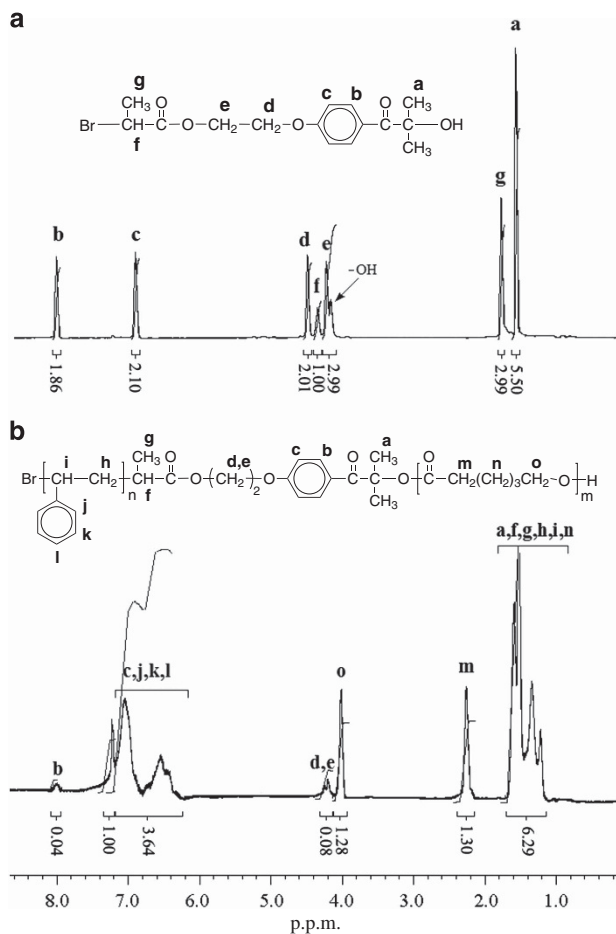 a
a
g
CH₃ O
c b
O
CH₃
e
d
Br CH C O CH₂ CH₂ O
C C OH
f
CH₃
b
c
d
f
e
-OH
g
1.86
2.10
2.01
1.00
2.99
2.99
5.50
b
i
h
g
CH₃ O
d,e
c b
O
a
CH₃
O
m n o
Br CH CH₂ n CH C O CH₂ 2 O
C C O C CH₂(CH₂)₃CH₂ O H m
f
CH₃
j
k
l
a,f,g,h,i,n
c,j,k,l
o
m
b
d,e
0.04
1.00
3.64
0.08
1.28
1.30
6.29
8.0 7.0 6.0 5.0 4.0 3.0 2.0 1.0
p.p.m.